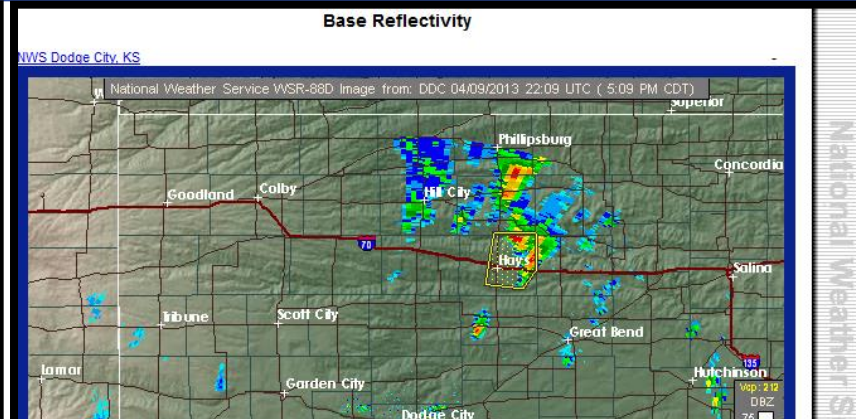 Base Reflectivity
NWS Dodge City, KS
National Weather Service WSR-88D Image from: DDC 04/09/2013 22:09 UTC ( 5:09 PM CDT)
Superior
Phillipsburg
Concordia
Goodland
Colby
Hill City
70
Hays
Salina
Tribune
Scott City
Great Bend
Lamar
135
Hutchinson
Garden City
Vcp: 212
DBZ
Dodge City
75
National Weather S